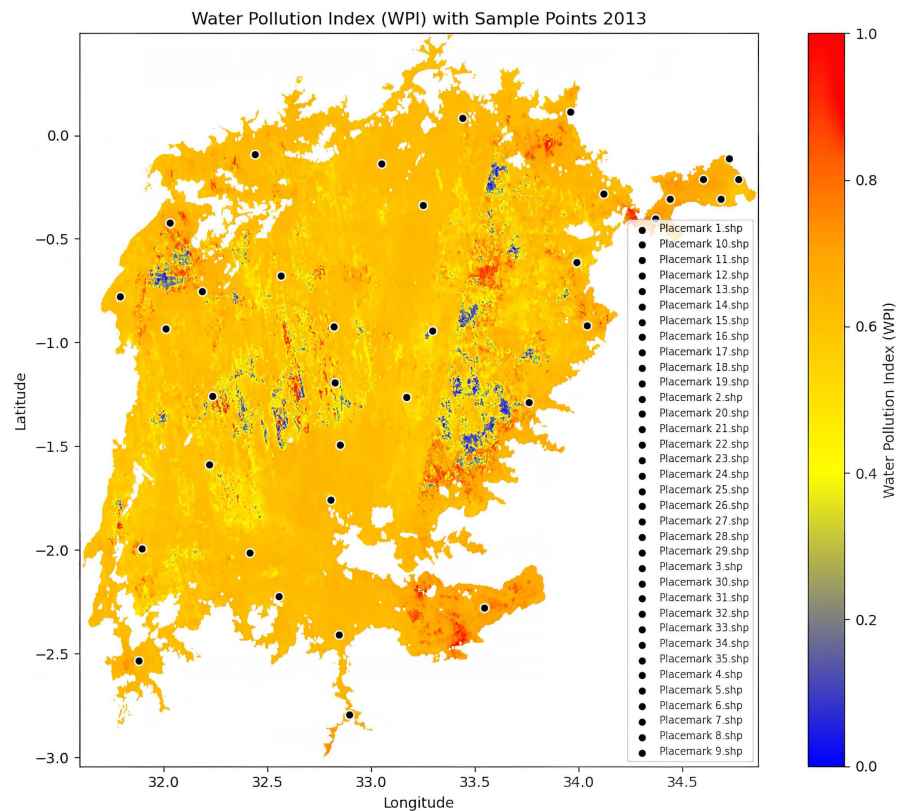 Water Pollution Index (WPI) with Sample Points 2013
1.0
0.8
0.6
0.4
0.2
0.0
Water Pollution Index (WPI)
0.0
−0.5
−1.0
−1.5
−2.0
−2.5
−3.0
Latitude
Placemark 1.shp
Placemark 10.shp
Placemark 11.shp
Placemark 12.shp
Placemark 13.shp
Placemark 14.shp
Placemark 15.shp
Placemark 16.shp
Placemark 17.shp
Placemark 18.shp
Placemark 19.shp
Placemark 2.shp
Placemark 20.shp
Placemark 21.shp
Placemark 22.shp
Placemark 23.shp
Placemark 24.shp
Placemark 25.shp
Placemark 26.shp
Placemark 27.shp
Placemark 28.shp
Placemark 29.shp
Placemark 3.shp
Placemark 30.shp
Placemark 31.shp
Placemark 32.shp
Placemark 33.shp
Placemark 34.shp
Placemark 35.shp
Placemark 4.shp
Placemark 5.shp
Placemark 6.shp
Placemark 7.shp
Placemark 8.shp
Placemark 9.shp
32.0
32.5
33.0
33.5
34.0
34.5
Longitude